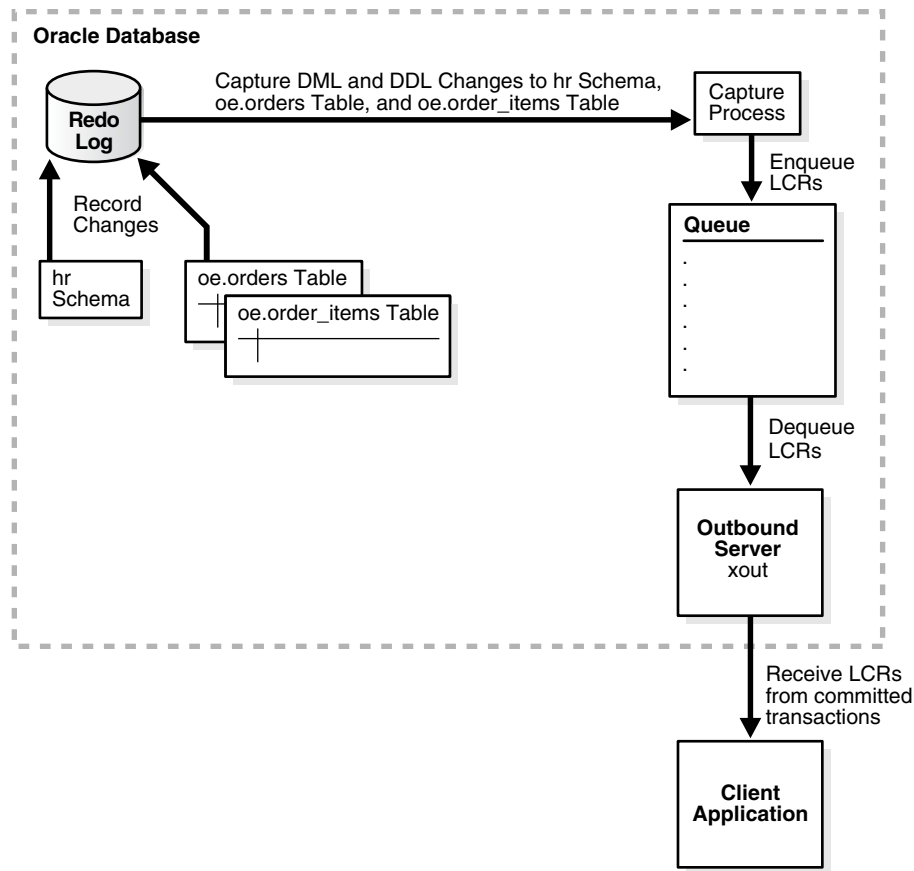 Oracle Database
Capture DML and DDL Changes to hr Schema,
oe.orders Table, and oe.order_items Table
Redo
Log
Capture
Process
Enqueue
LCRs
Record
Changes
Queue
hr
Schema
oe.orders Table
oe.order_items Table
.
.
.
.
.
.
Dequeue
LCRs
Outbound
Server
xout
Receive LCRs
from committed
transactions
Client
Application